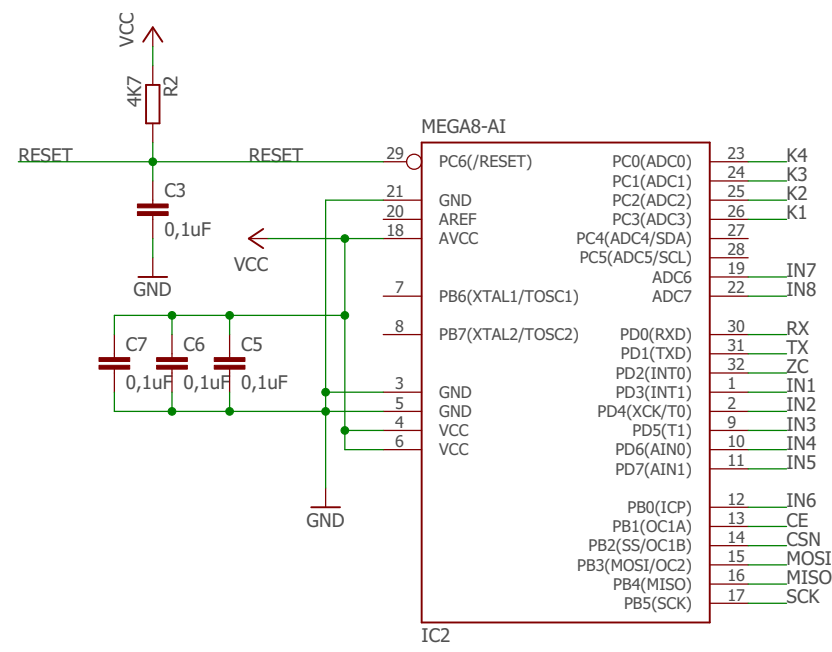 VCC
4K7
R2
MEGA8-AI
RESET
RESET
29
PC6(/RESET)
PC0(ADC0)
23
K4
PC1(ADC1)
24
K3
C3
21
GND
PC2(ADC2)
25
K2
0,1uF
20
AREF
PC3(ADC3)
26
K1
18
AVCC
PC4(ADC4/SDA)
27
VCC
PC5(ADC5/SCL)
28
GND
ADC6
19
IN7
7
PB6(XTAL1/TOSC1)
ADC7
22
IN8
8
PB7(XTAL2/TOSC2)
PD0(RXD)
30
RX
C7
C6
C5
PD1(TXD)
31
TX
0,1uF
0,1uF
0,1uF
PD2(INT0)
32
ZC
3
GND
PD3(INT1)
1
IN1
5
GND
PD4(XCK/T0)
2
IN2
4
VCC
PD5(T1)
9
IN3
6
VCC
PD6(AIN0)
10
IN4
PD7(AIN1)
11
IN5
GND
PB0(ICP)
12
IN6
PB1(OC1A)
13
CE
PB2(SS/OC1B)
14
CSN
PB3(MOSI/OC2)
15
MOSI
PB4(MISO)
16
MISO
PB5(SCK)
17
SCK
IC2